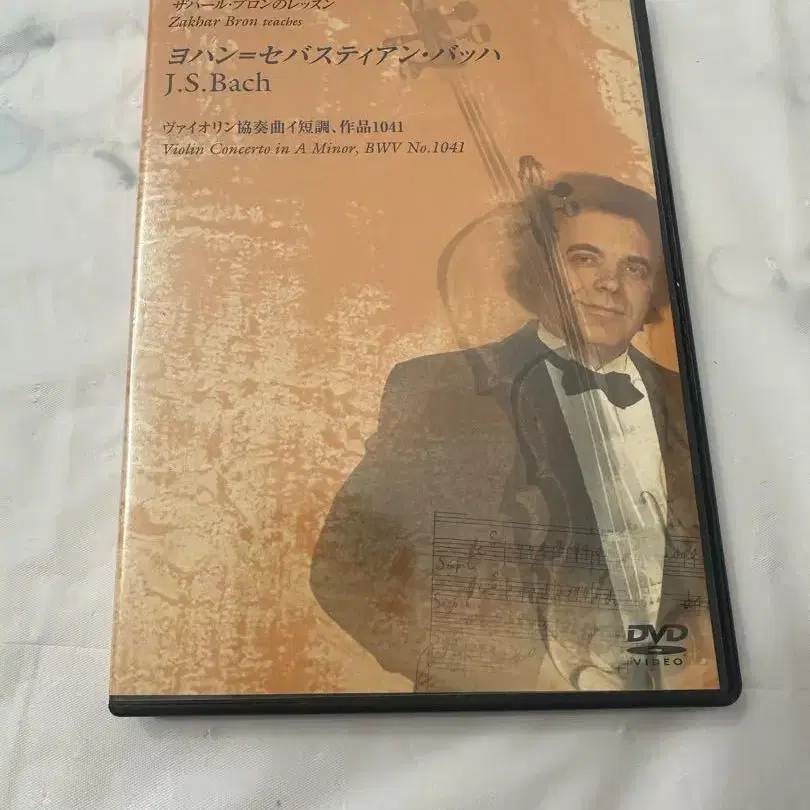 ザハール・ブロンのレッスン
Zakhar Bron teaches
ヨハン=セバスティアン・バッハ
J.S.Bach
ヴァイオリン協奏曲イ短調、作品1041
Violin Concerto in A Minor, BWV No.1041
DVD
VIDEO